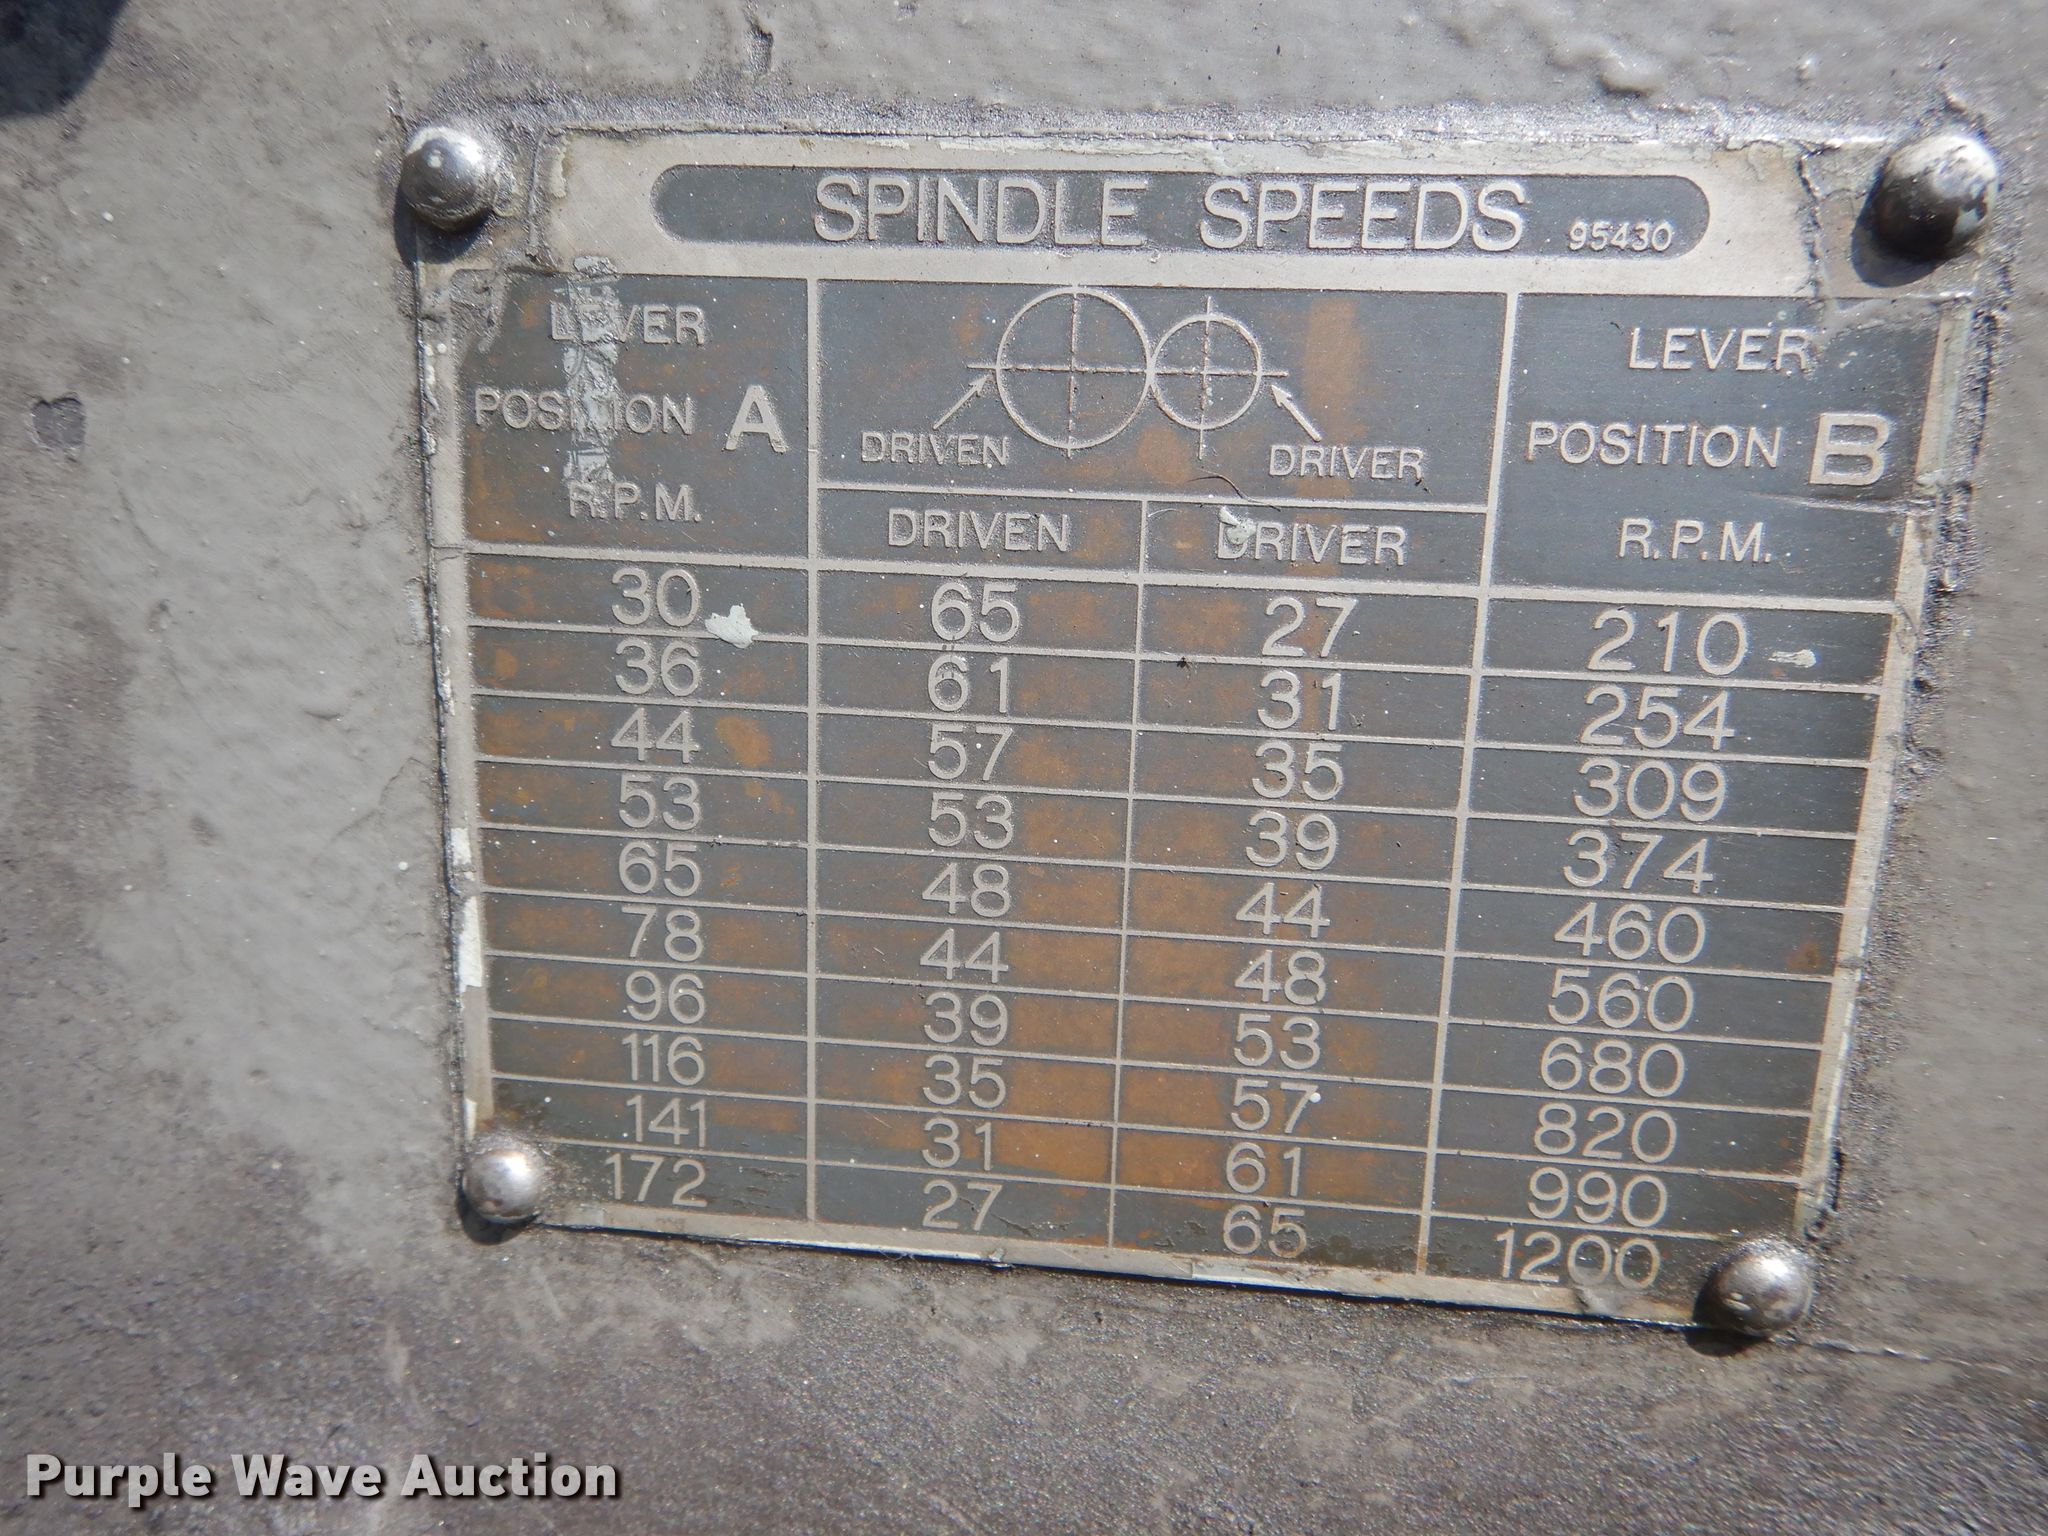 SPINDLE SPEEDS 95430
LEVER
POSITION A
R.P.M.
DRIVEN DRIVER
LEVER
POSITION B
R.P.M.
DRIVEN DRIVER
30 65 27 210
36 61 31 254
44 57 35 309
53 53 39 374
65 48 44 460
78 44 48 560
96 39 53 680
116 35 57 820
141 31 61 990
172 27 65 1200
Purple Wave Auction